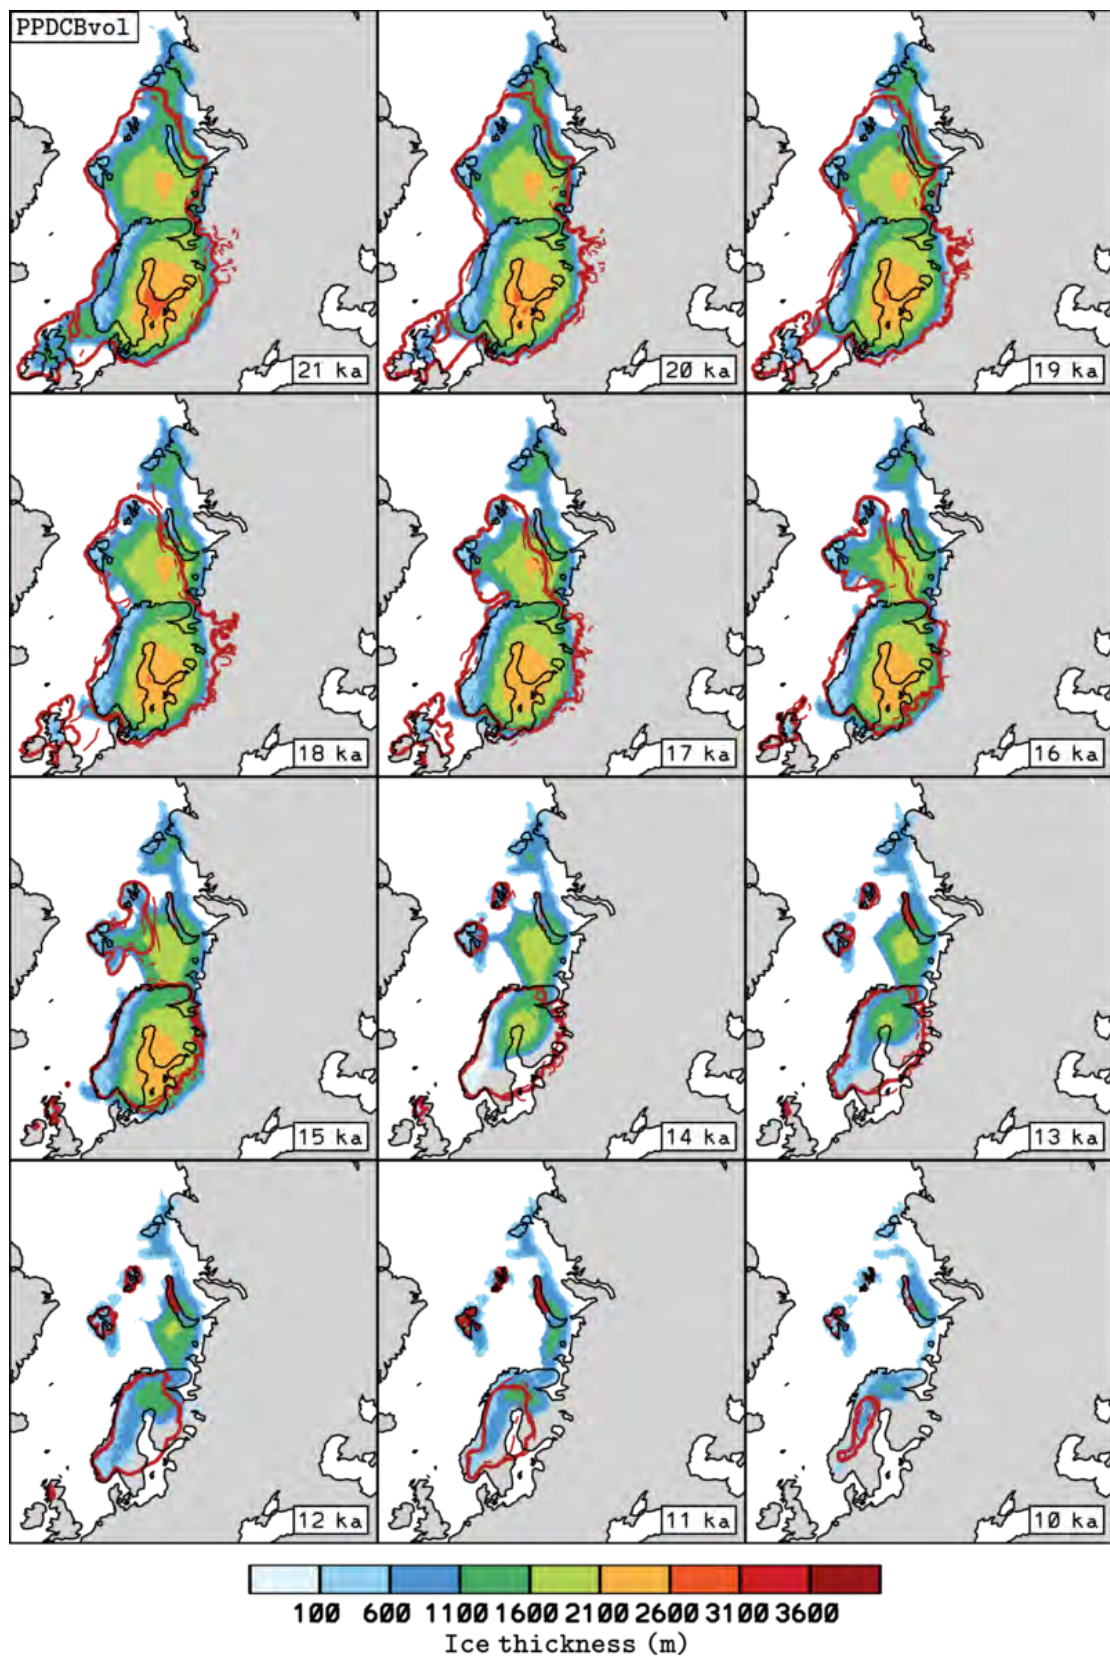 PPDCBvol
21 ka
20 ka
19 ka
18 ka
17 ka
16 ka
15 ka
14 ka
13 ka
12 ka
11 ka
10 ka
100 600 1100 1600 2100 2600 3100 3600
Ice thickness (m)